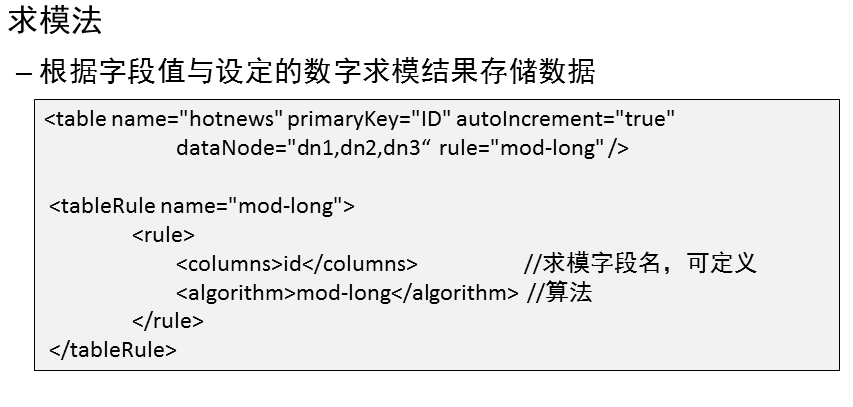 求模法
– 根据字段值与设定的数字求模结果存储数据
<table name="hotnews" primaryKey="ID" autoIncrement="true"
dataNode="dn1,dn2,dn3“ rule="mod-long" />
<tableRule name="mod-long">
<rule>
<columns>id</columns> //求模字段名，可定义
<algorithm>mod-long</algorithm> //算法
</rule>
</tableRule>